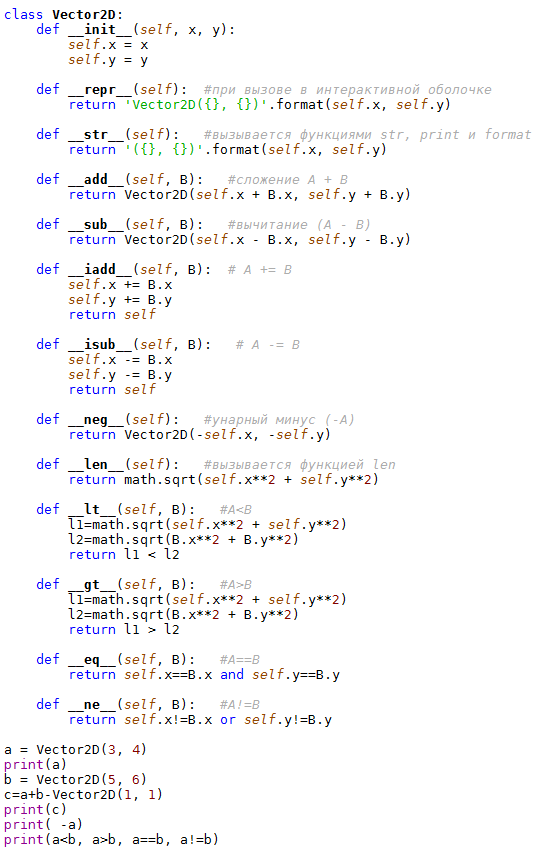 class Vector2D:
    def __init__(self, x, y):
        self.x = x
        self.y = y

    def __repr__(self):  #при вызове в интерактивной оболочке
        return 'Vector2D({}, {})'.format(self.x, self.y)

    def __str__(self):   #вызывается функциями str, print и format
        return '({}, {})'.format(self.x, self.y)

    def __add__(self, B):   #сложение A + B
        return Vector2D(self.x + B.x, self.y + B.y)

    def __sub__(self, B):   #вычитание (A - B)
        return Vector2D(self.x - B.x, self.y - B.y)

    def __iadd__(self, B):  # A += B
        self.x += B.x
        self.y += B.y
        return self

    def __isub__(self, B):   # A -= B
        self.x -= B.x
        self.y -= B.y
        return self

    def __neg__(self):   #унарный минус (-A)
        return Vector2D(-self.x, -self.y)

    def __len__(self):   #вызывается функцией len
        return math.sqrt(self.x**2 + self.y**2)

    def __lt__(self, B):   #A<B
        l1=math.sqrt(self.x**2 + self.y**2)
        l2=math.sqrt(B.x**2 + B.y**2)
        return l1 < l2

    def __gt__(self, B):   #A>B
        l1=math.sqrt(self.x**2 + self.y**2)
        l2=math.sqrt(B.x**2 + B.y**2)
        return l1 > l2

    def __eq__(self, B):   #A==B
        return self.x==B.x and self.y==B.y

    def __ne__(self, B):   #A!=B
        return self.x!=B.x or self.y!=B.y

a = Vector2D(3, 4)
print(a)
b = Vector2D(5, 6)
c=a+b-Vector2D(1, 1)
print(c)
print( -a)
print(a<b, a>b, a==b, a!=b)